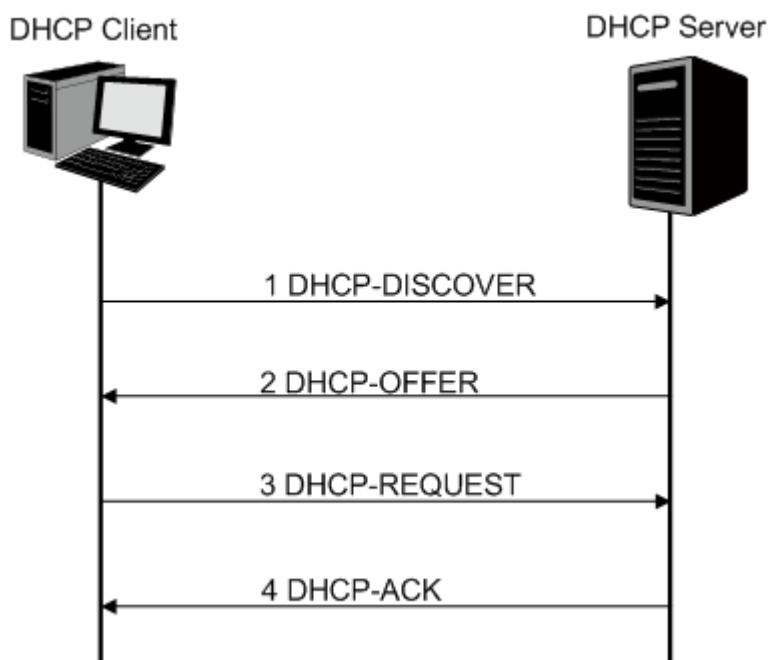 DHCP Client
DHCP Server
1 DHCP-DISCOVER
2 DHCP-OFFER
3 DHCP-REQUEST
4 DHCP-ACK